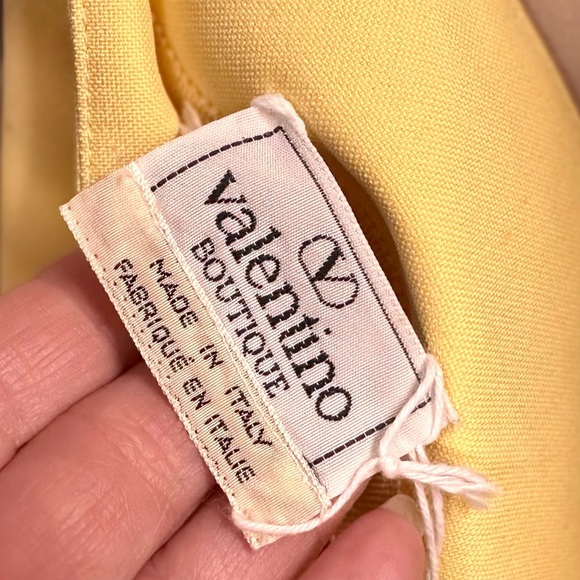 V
valentino
BOUTIQUE
MADE IN ITALY
FABRIQUÉ EN ITALIE